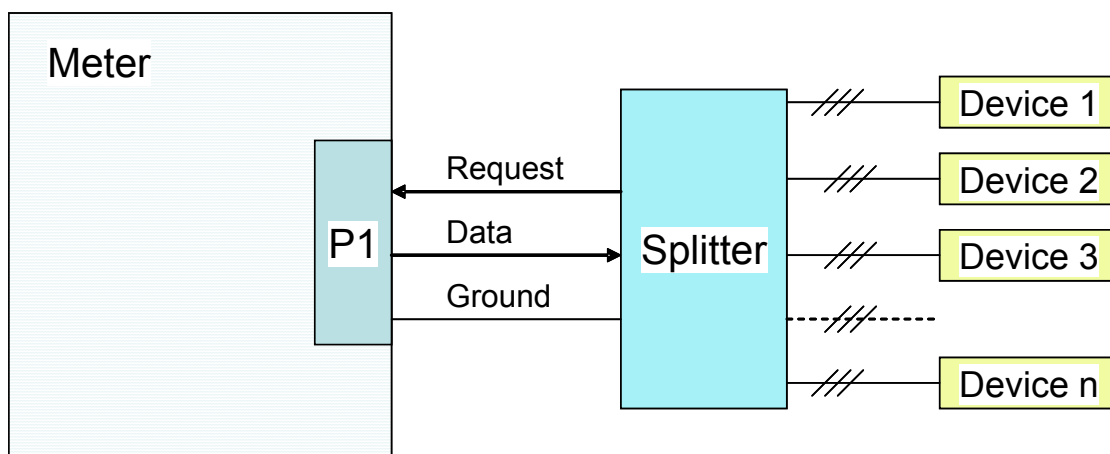 Meter
P1
Request
Data
Ground
Splitter
Device 1
Device 2
Device 3
Device n